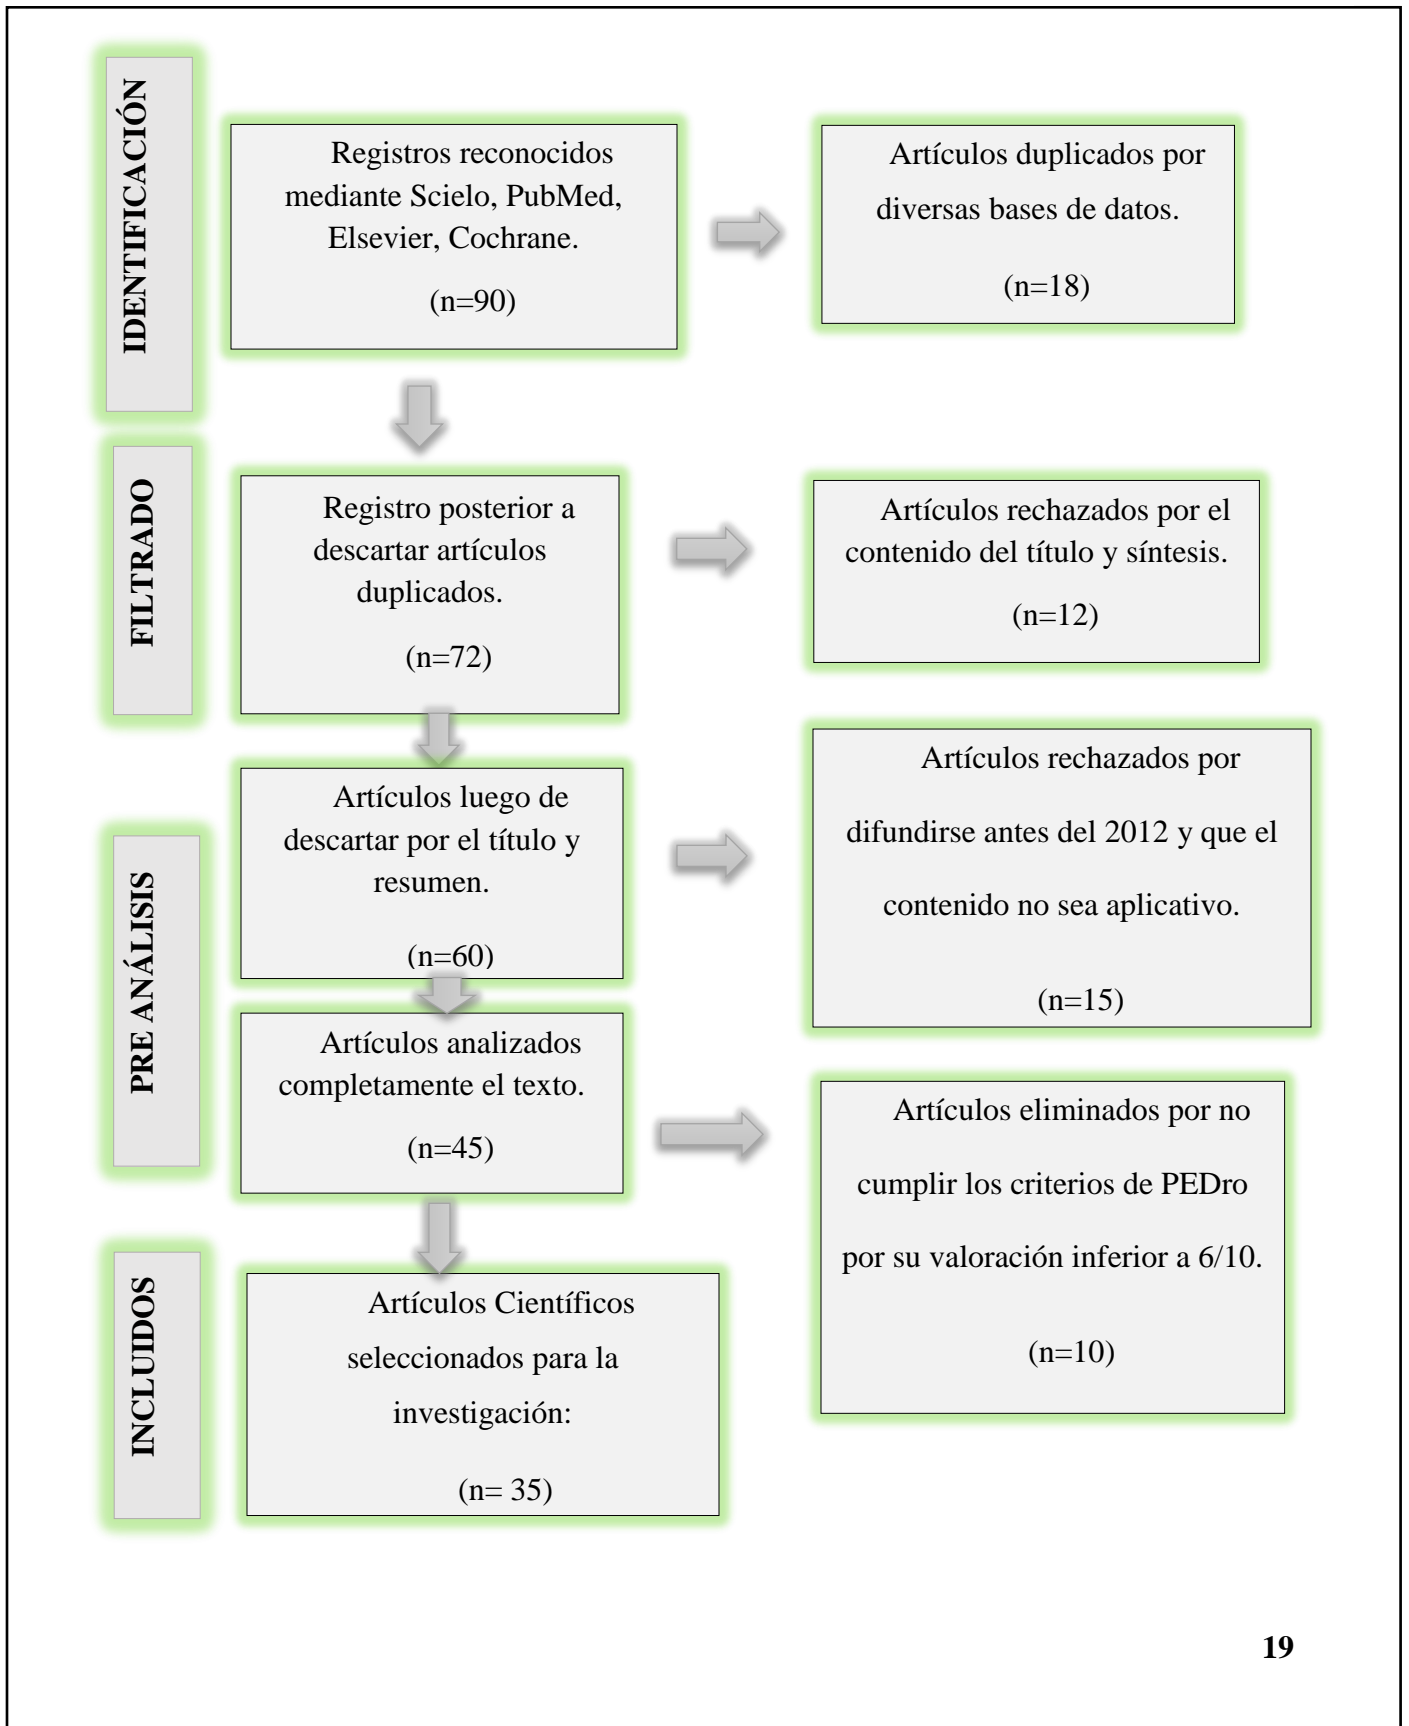 IDENTIFICACIÓN
Registros reconocidos
mediante Scielo, PubMed,
Elsevier, Cochrane.
(n=90)
Artículos duplicados por
diversas bases de datos.
(n=18)
FILTRADO
Registro posterior a
descartar artículos
duplicados.
(n=72)
Artículos rechazados por el
contenido del título y síntesis.
(n=12)
PRE ANÁLISIS
Artículos luego de
descartar por el título y
resumen.
(n=60)
Artículos rechazados por
difundirse antes del 2012 y que el
contenido no sea aplicativo.
(n=15)
Artículos analizados
completamente el texto.
(n=45)
Artículos eliminados por no
cumplir los criterios de PEDro
por su valoración inferior a 6/10.
(n=10)
INCLUIDOS
Artículos Científicos
seleccionados para la
investigación:
(n= 35)
19